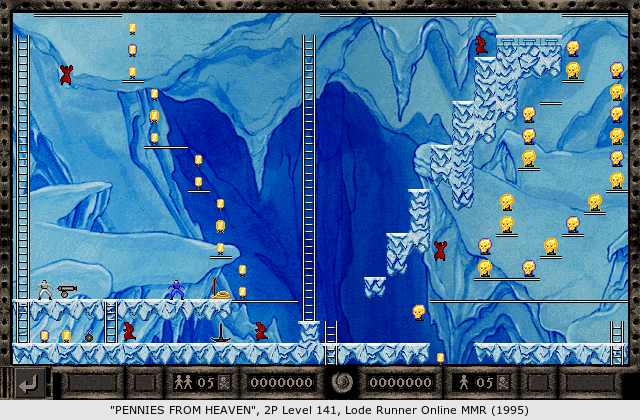 05 0000000 0000000 05
"PENNIES FROM HEAVEN", 2P Level 141, Lode Runner Online MMR (1995)